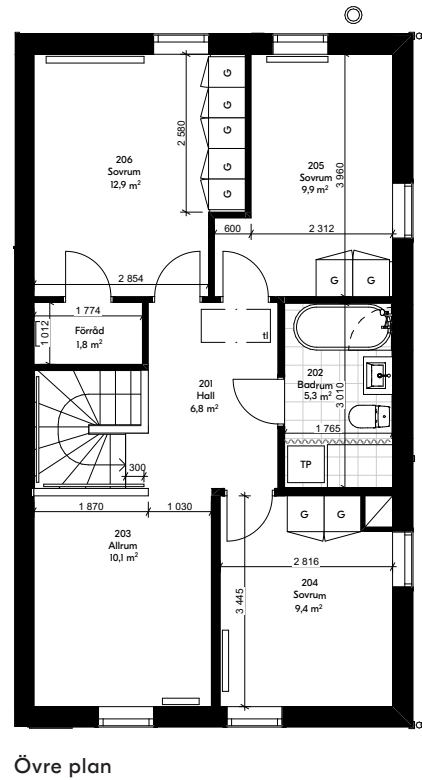 G
G
G
G
G
2 580
206
Sovrum
12,9 m²
205
Sovrum
9,9 m²
3 960
600
2 312
G
G
2 854
1 774
1 012
Förråd
1,8 m²
tl
201
Hall
6,8 m²
202
Badrum
5,3 m²
3 010
1 765
TP
300
1 870
1 030
G
G
203
Allrum
10,1 m²
2 816
204
Sovrum
9,4 m²
3 445
Övre plan